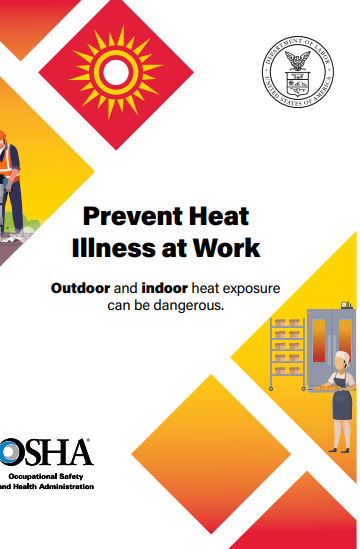 DEPARTMENT OF LABOR
UNITED STATES OF AMERICA
Prevent Heat
Illness at Work
Outdoor and indoor heat exposure
can be dangerous.
OSHA®
Occupational Safety
and Health Administration